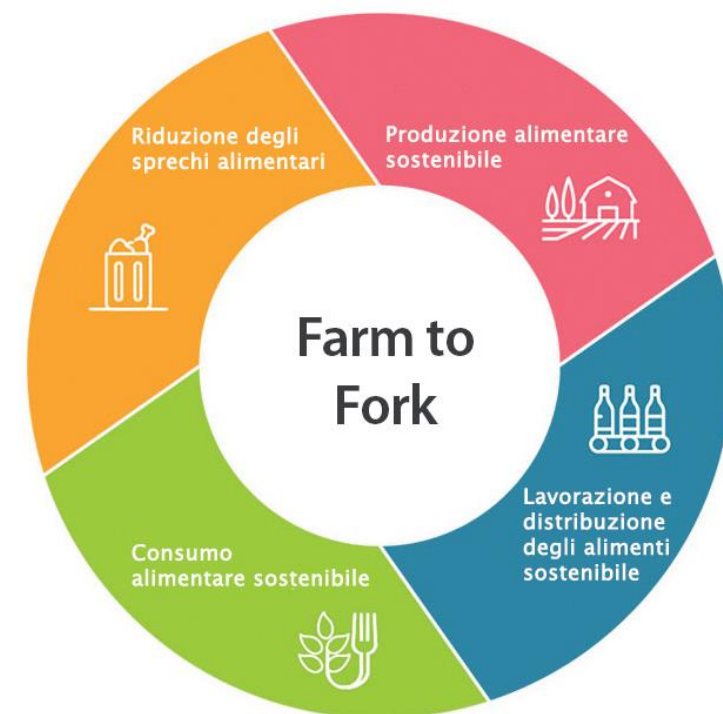 Riduzione degli
sprechi alimentari
Produzione alimentare
sostenibile
Farm to
Fork
Lavorazione e
distribuzione
degli alimenti
sostenibile
Consumo
alimentare sostenibile